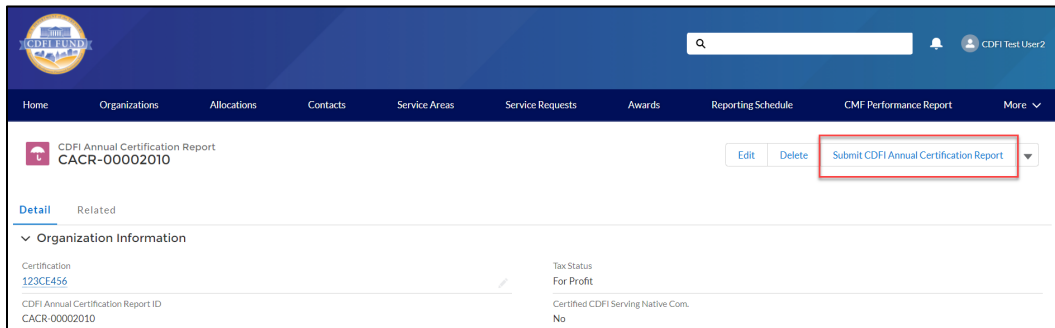 CDFI FUND
CDFI Test User2
Home Organizations Allocations Contacts Service Areas Service Requests Awards Reporting Schedule CMF Performance Report More
CDFI Annual Certification Report
CACR-00002010
Edit Delete Submit CDFI Annual Certification Report
Detail Related
Organization Information
Certification Tax Status
123CE456 For Profit
CDFI Annual Certification Report ID Certified CDFI Serving Native Com.
CACR-00002010 No